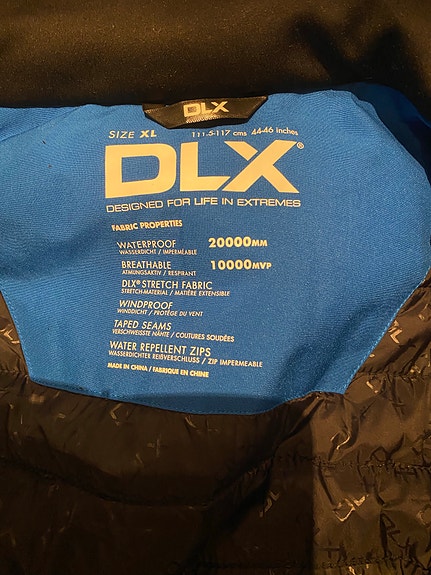 DLX
SIZE XL 111.5-117 cms 44-46 inches
DLX®
DESIGNED FOR LIFE IN EXTREMES
FABRIC PROPERTIES
WATERPROOF 20000MM
WASSERDICHT / IMPERMÉABLE
BREATHABLE 10000MVP
ATMUNGSAKTIV / RESPIRANT
DLX® STRETCH FABRIC
STRETCH-MATERIAL / MATIÈRE EXTENSIBLE
WINDPROOF
WINDDICHT / PROTÈGE DU VENT
TAPED SEAMS
VERSCHWEISSTE NÄHTE / COUTURES SOUDÉES
WATER REPELLENT ZIPS
WASSERDICHTER REIßVERSCHLUSS / ZIP IMPERMEABLE
MADE IN CHINA / FABRIQUE EN CHINE